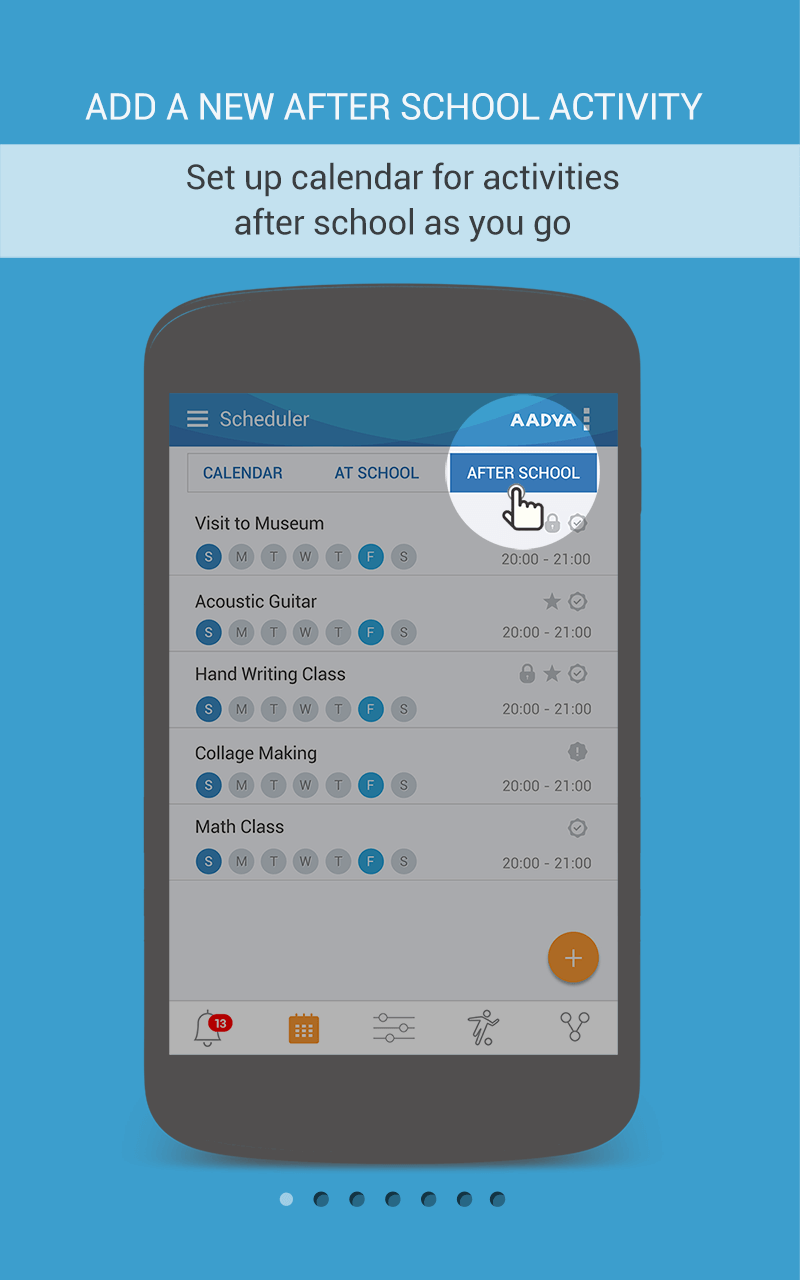 ADD A NEW AFTER SCHOOL ACTIVITY
Set up calendar for activities
after school as you go
Scheduler AADYA
CALENDAR AT SCHOOL AFTER SCHOOL
Visit to Museum
S M T W T F S 20:00 - 21:00
Acoustic Guitar
S M T W T F S 20:00 - 21:00
Hand Writing Class
S M T W T F S 20:00 - 21:00
Collage Making
S M T W T F S 20:00 - 21:00
Math Class
S M T W T F S 20:00 - 21:00
+
13